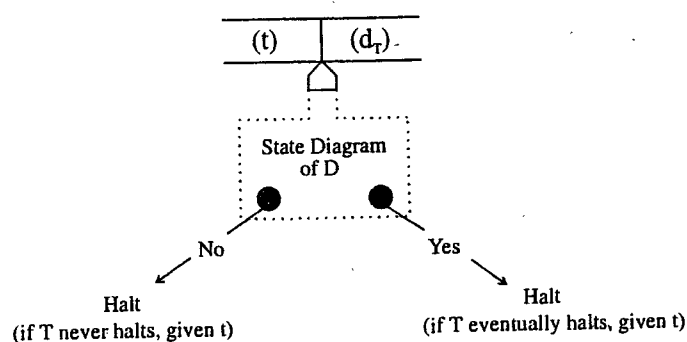 (t) (d_T)
State Diagram
of D
No Yes
Halt
(if T never halts, given t)
Halt
(if T eventually halts, given t)